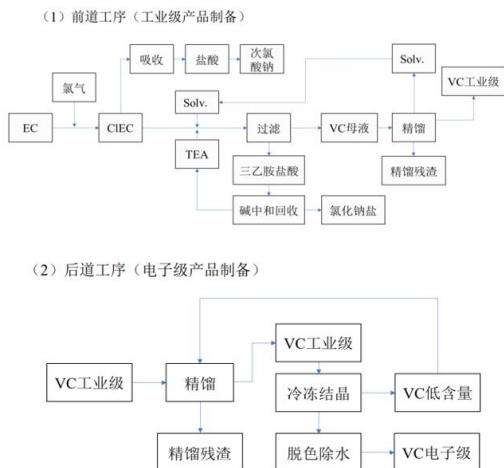 （1）前道工序（工业级产品制备）
吸收
盐酸
次氯
酸钠
Solv.
VC工业级
氯气
Solv.
EC
ClEC
过滤
VC母液
精馏
TEA
三乙胺盐酸
精馏残渣
碱中和回收
氯化钠盐
（2）后道工序（电子级产品制备）
VC工业级
VC工业级
精馏
冷冻结晶
VC低含量
精馏残渣
脱色除水
VC电子级